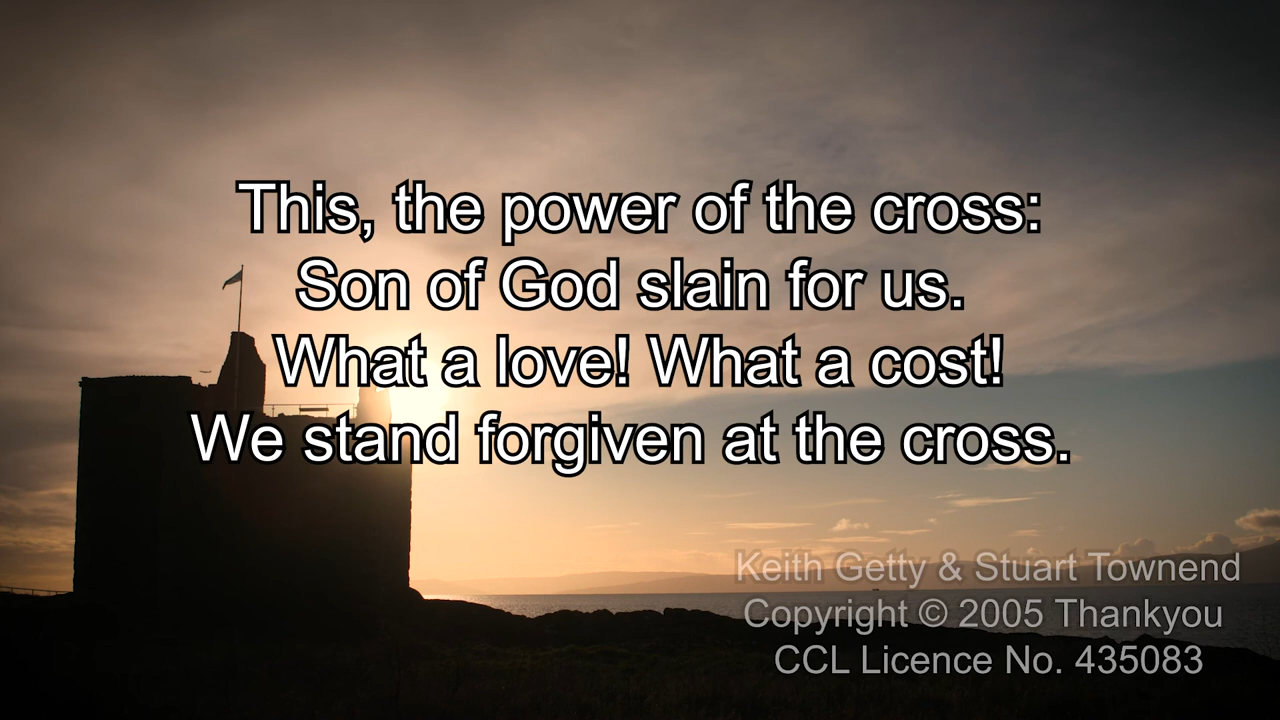 This, the power of the cross:
Son of God slain for us.
What a love! What a cost!
We stand forgiven at the cross.
Keith Getty & Stuart Townend
Copyright © 2005 Thankyou
CCL Licence No. 435083